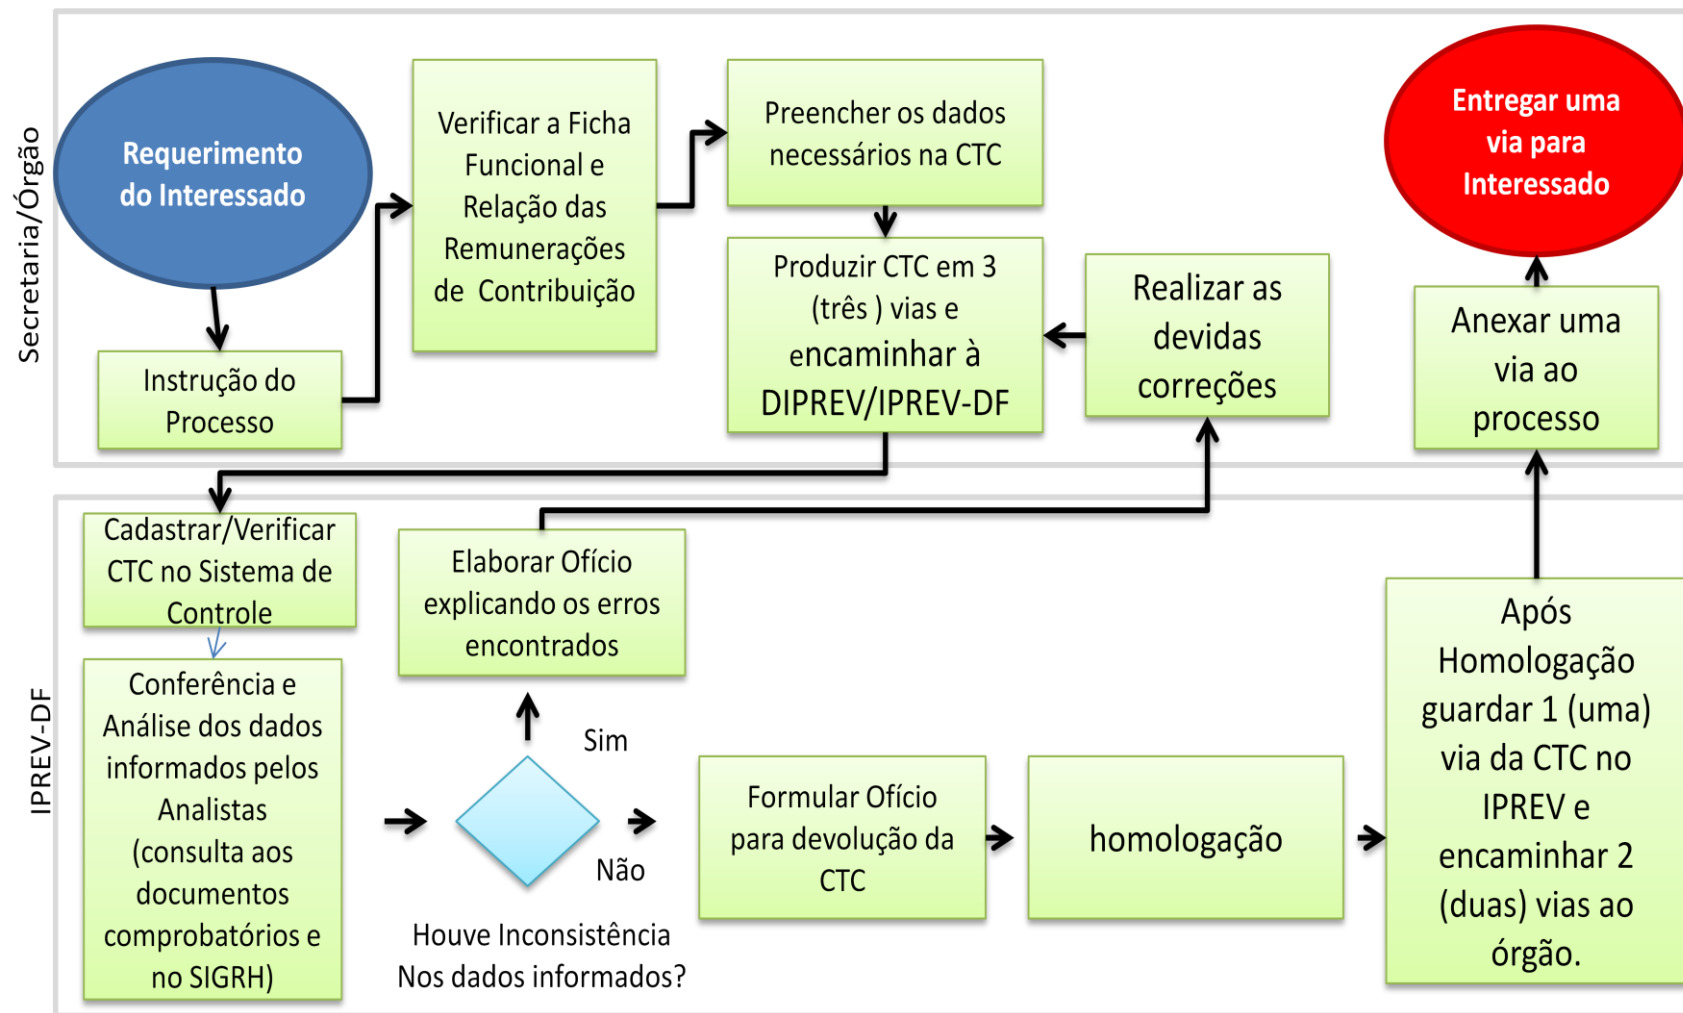 Secretaria/Órgão
Requerimento
do Interessado
Instrução do
Processo
Verificar a Ficha
Funcional e
Relação das
Remunerações
de Contribuição
Preencher os dados
necessários na CTC
Produzir CTC em 3
(três ) vias e
encaminhar à
DIPREV/IPREV-DF
Realizar as
devidas
correções
Entregar uma
via para
Interessado
Anexar uma
via ao
processo
IPREV-DF
Cadastrar/Verificar
CTC no Sistema de
Controle
Conferência e
Análise dos dados
informados pelos
Analistas
(consulta aos
documentos
comprobatórios e
no SIGRH)
Elaborar Ofício
explicando os erros
encontrados
Sim
Não
Houve Inconsistência
Nos dados informados?
Formular Ofício
para devolução da
CTC
homologação
Após
Homologação
guardar 1 (uma)
via da CTC no
IPREV e
encaminhar 2
(duas) vias ao
órgão.